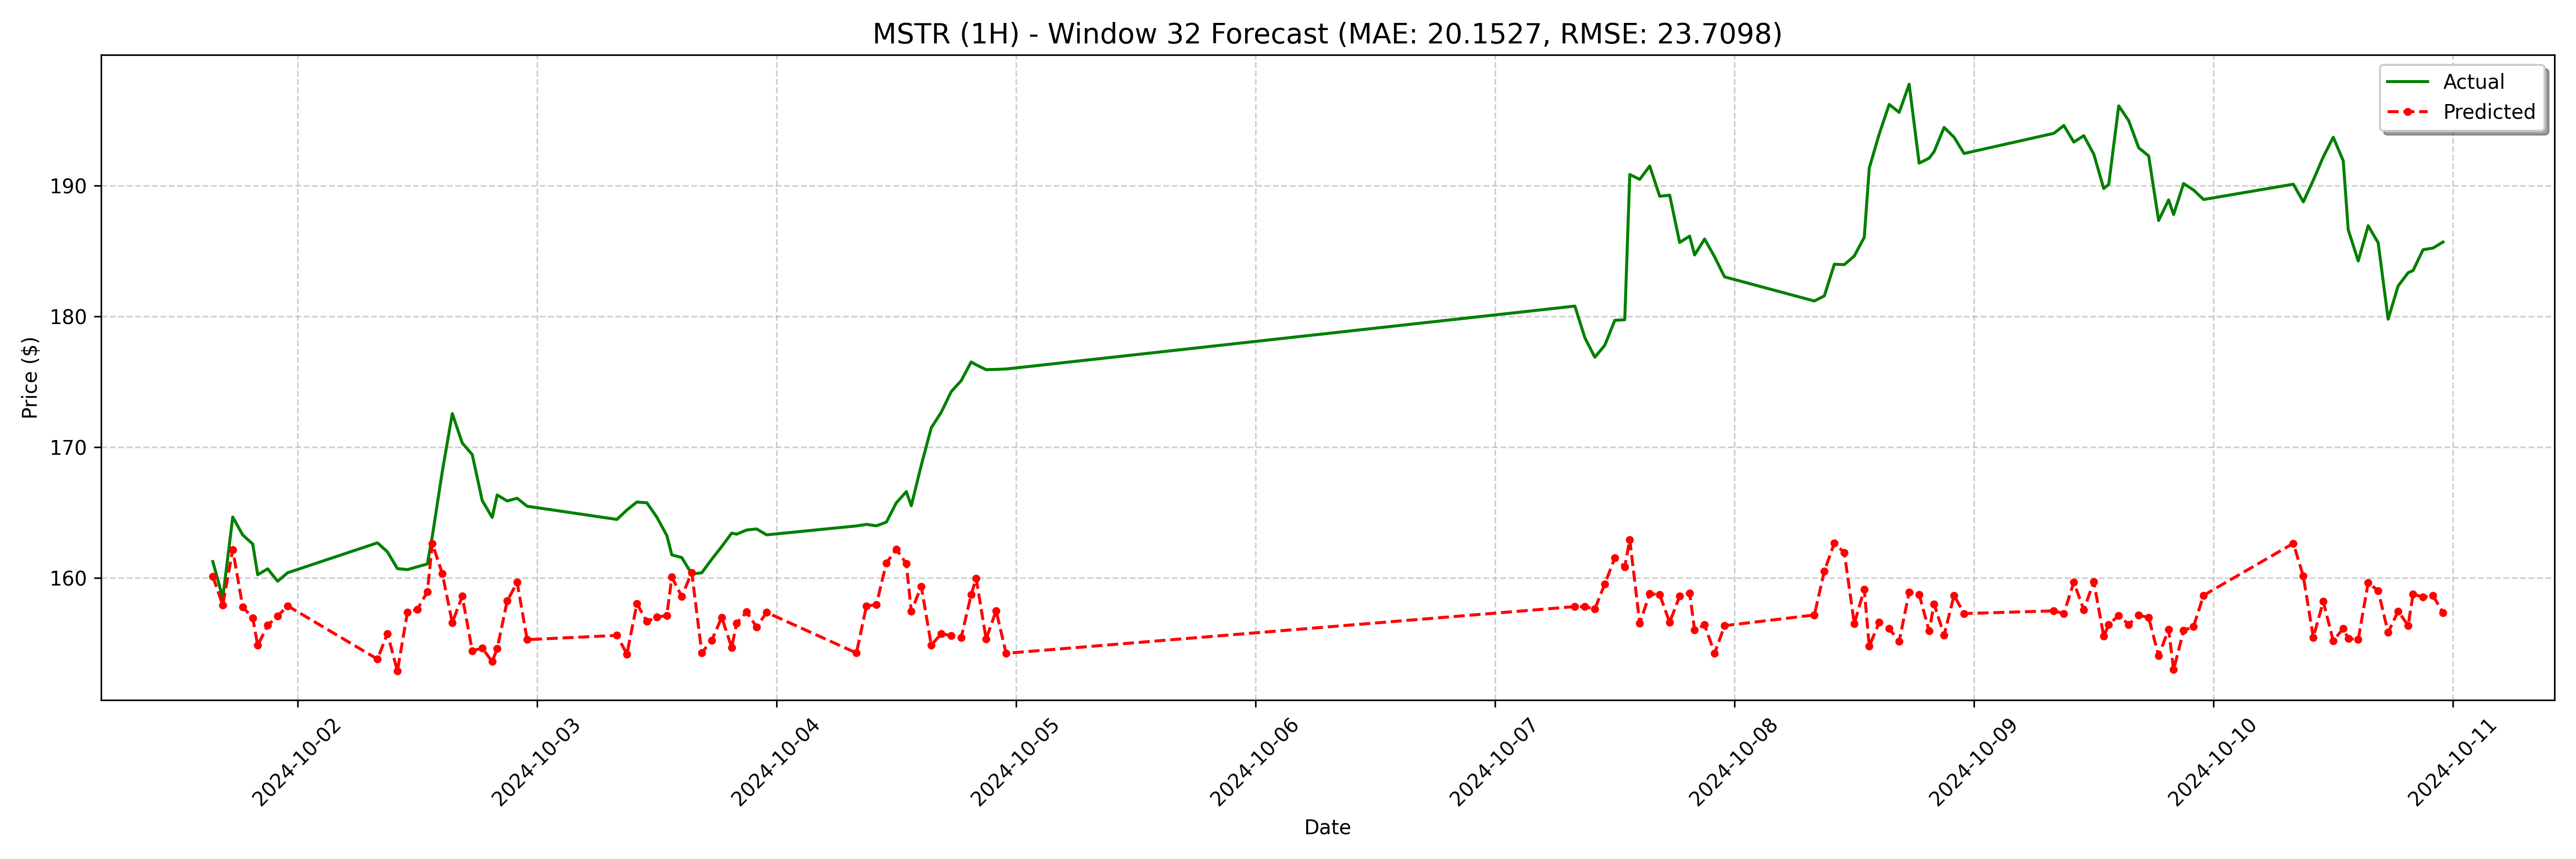 MSTR (1H) - Window 32 Forecast (MAE: 20.1527, RMSE: 23.7098)
Actual
Predicted
Price ($)
190
180
170
160
2024-10-02
2024-10-03
2024-10-04
2024-10-05
2024-10-06
2024-10-07
2024-10-08
2024-10-09
2024-10-10
2024-10-11
Date